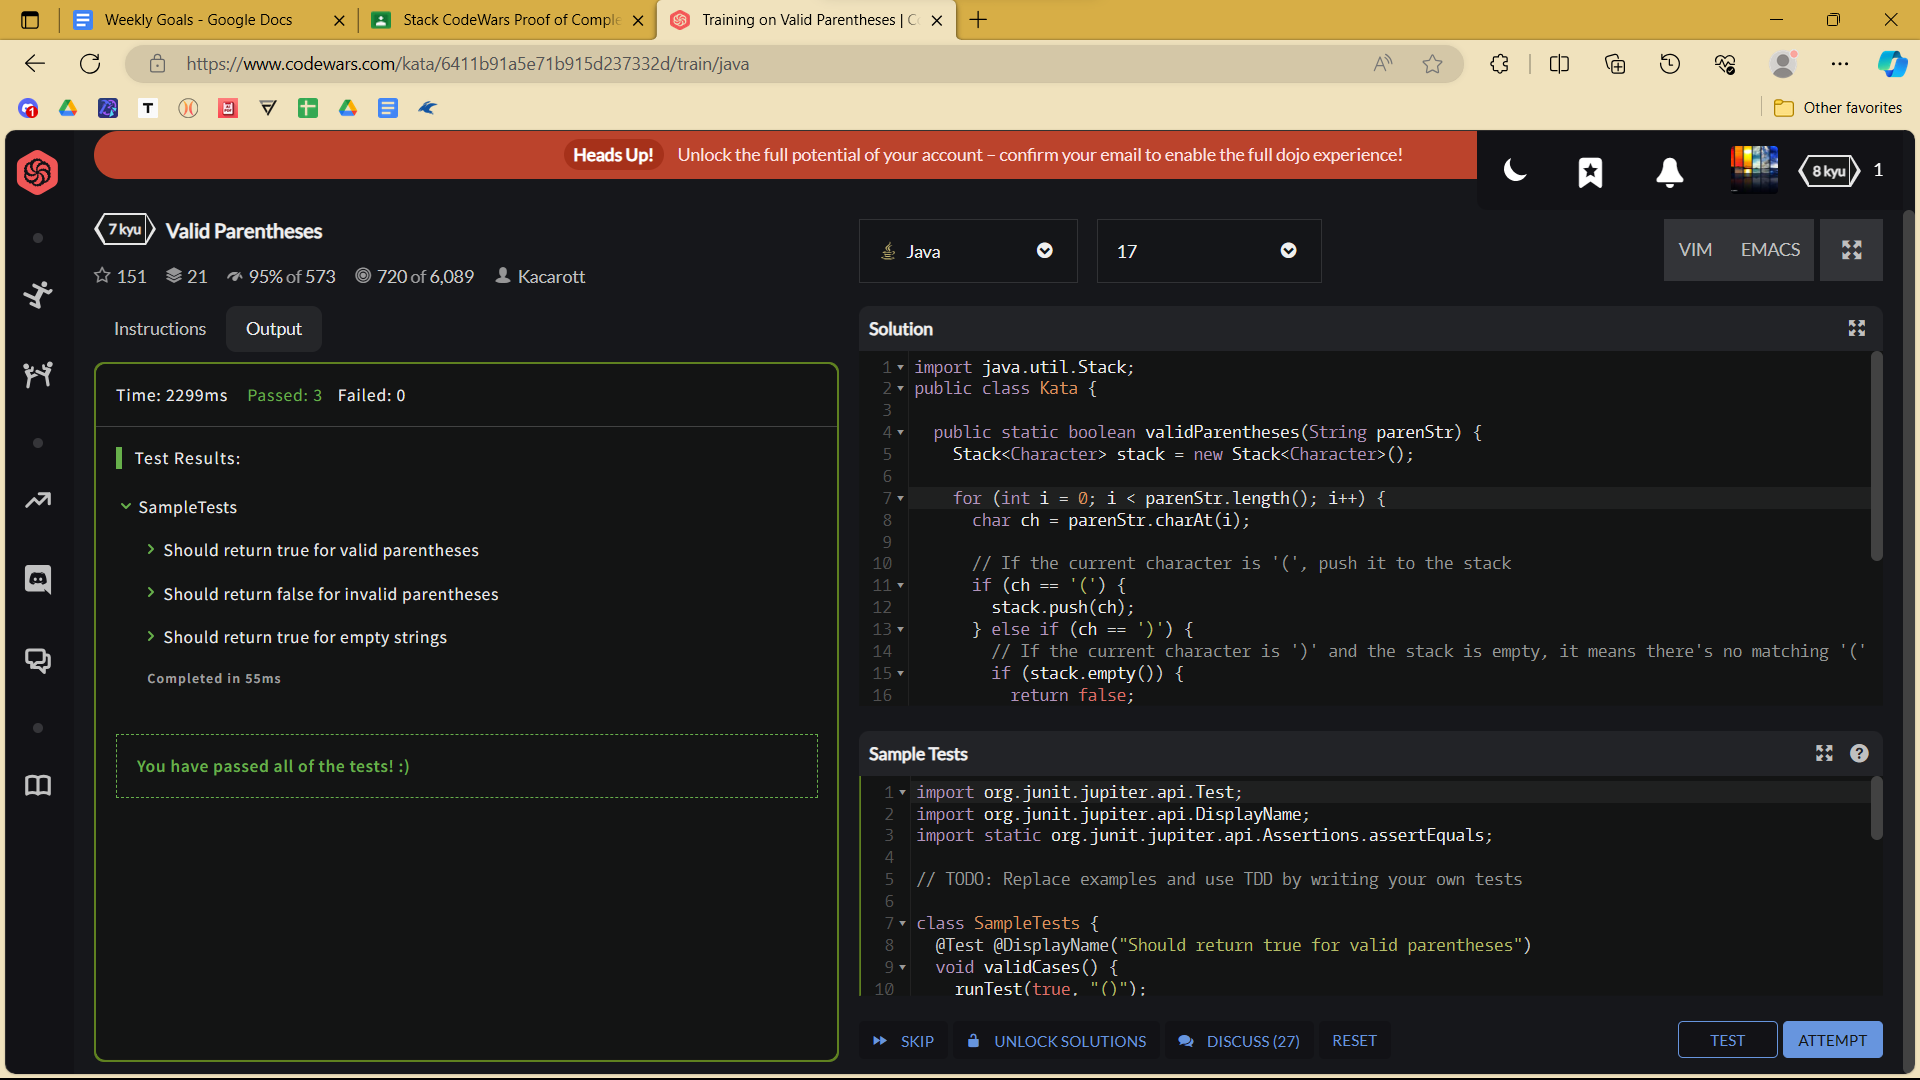 Weekly Goals - Google Docs
Stack CodeWars Proof of Comple
Training on Valid Parentheses | Co
https://www.codewars.com/kata/6411b91a5e71b915d237332d/train/java
Other favorites
Heads Up! Unlock the full potential of your account – confirm your email to enable the full dojo experience!
8 kyu 1
7 kyu Valid Parentheses
151 21 95% of 573 720 of 6,089 Kacarott
Instructions Output
Time: 2299ms Passed: 3 Failed: 0
Test Results:
SampleTests
Should return true for valid parentheses
Should return false for invalid parentheses
Should return true for empty strings
Completed in 55ms
You have passed all of the tests! :)
Java 17 VIM EMACS
Solution
1 import java.util.Stack;
2 public class Kata {
3
4 public static boolean validParentheses(String parenStr) {
5 Stack<Character> stack = new Stack<Character>();
6
7 for (int i = 0; i < parenStr.length(); i++) {
8 char ch = parenStr.charAt(i);
9
10 // If the current character is '(', push it to the stack
11 if (ch == '(') {
12 stack.push(ch);
13 } else if (ch == ')') {
14 // If the current character is ')' and the stack is empty, it means there's no matching '('
15 if (stack.empty()) {
16 return false;
Sample Tests
1 import org.junit.jupiter.api.Test;
2 import org.junit.jupiter.api.DisplayName;
3 import static org.junit.jupiter.api.Assertions.assertEquals;
4
5 // TODO: Replace examples and use TDD by writing your own tests
6
7 class SampleTests {
8 @Test @DisplayName("Should return true for valid parentheses")
9 void validCases() {
10 runTest(true, "()");
SKIP UNLOCK SOLUTIONS DISCUSS (27) RESET TEST ATTEMPT